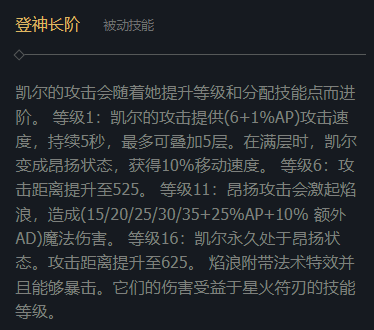 登神长阶 被动技能
凯尔的攻击会随着她提升等级和分配技能点而进
阶。 等级1：凯尔的攻击提供(6+1%AP)攻击速
度，持续5秒，最多可叠加5层。在满层时，凯尔
变成昂扬状态，获得10%移动速度。 等级6：攻
击距离提升至525。 等级11：昂扬攻击会激起焰
浪，造成(15/20/25/30/35+25%AP+10% 额外
AD)魔法伤害。 等级16：凯尔永久处于昂扬状
态。攻击距离提升至625。 焰浪附带法术特效并
且能够暴击。它们的伤害受益于星火符刃的技能
等级。